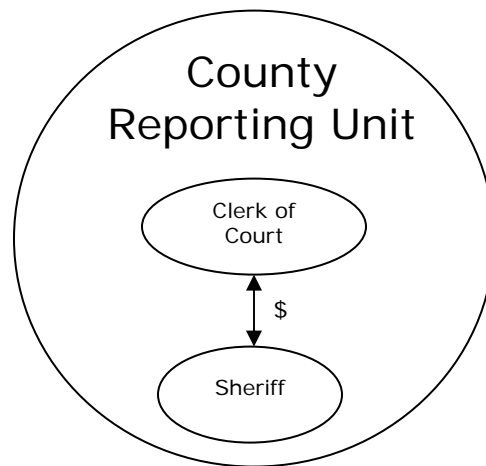 County
Reporting Unit
Clerk of
Court
$
Sheriff